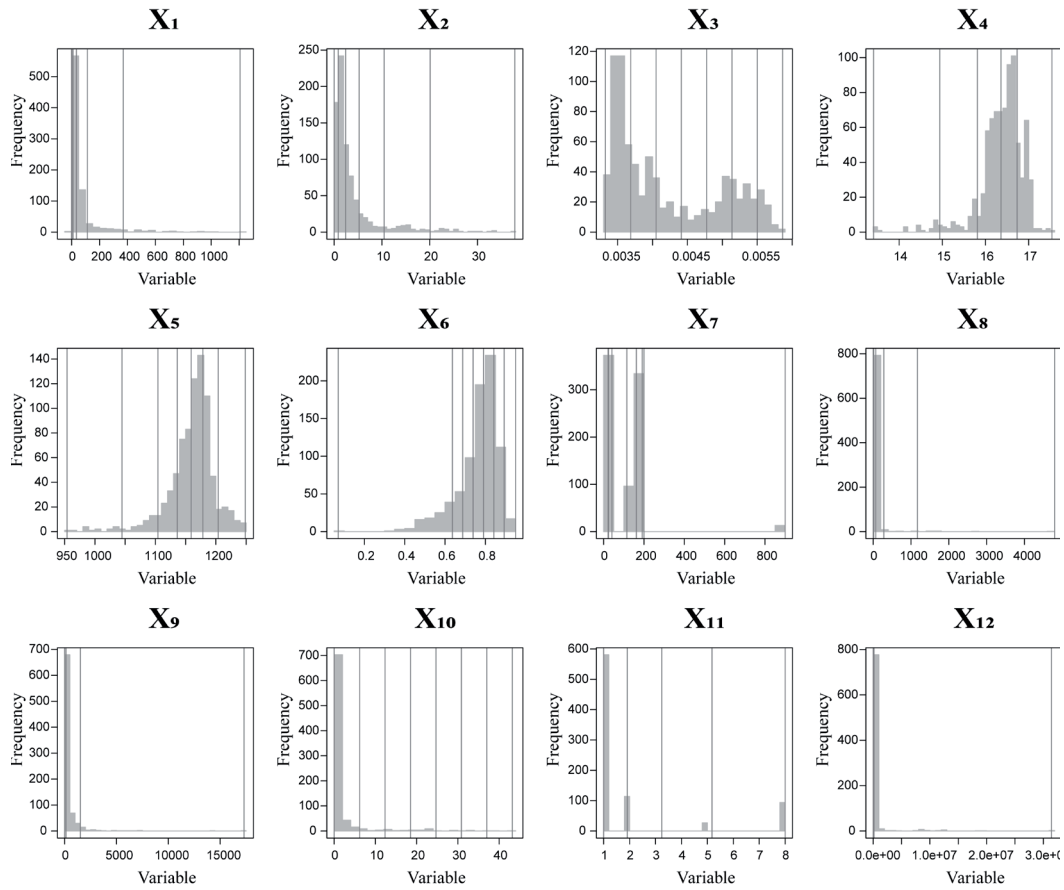 X₁ X₂ X₃ X₄
600 500 400 300 200 100 0
Frequency
0 200 400 600 800 1000
Variable
250 200 150 100 50 0
Frequency
0 10 20 30
Variable
120 100 80 60 40 20 0
Frequency
0.0035 0.0045 0.0055
Variable
100 80 60 40 20 0
Frequency
14 15 16 17
Variable
X₅ X₆ X₇ X₈
140 120 100 80 60 40 20 0
Frequency
950 1000 1100 1200
Variable
200 150 100 50 0
Frequency
0.2 0.4 0.6 0.8
Variable
300 200 100 0
Frequency
0 200 400 600 800
Variable
800 600 400 200 0
Frequency
0 1000 2000 3000 4000
Variable
X₉ X₁₀ X₁₁ X₁₂
700 600 500 400 300 200 100 0
Frequency
0 5000 10000 15000
Variable
700 600 500 400 300 200 100 0
Frequency
0 10 20 30 40
Variable
600 500 400 300 200 100 0
Frequency
1 2 3 4 5 6 7 8
Variable
800 600 400 200 0
Frequency
0.0e+00 1.0e+07 2.0e+07
Variable